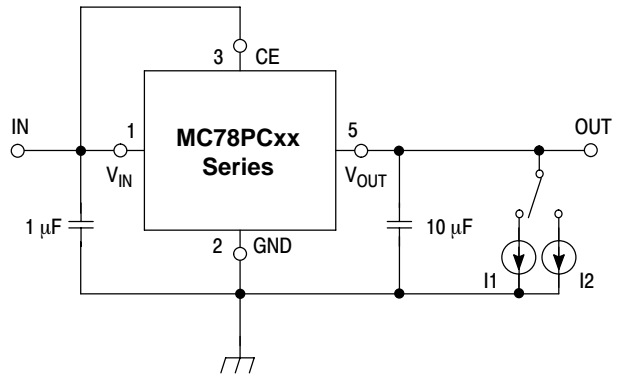 3 CE
IN
1
MC78PCxx
Series
5
OUT
VIN
VOUT
1 μF
2 GND
10 μF
I1
I2